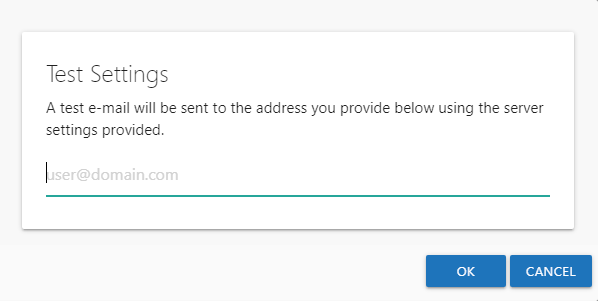 Test Settings
A test e-mail will be sent to the address you provide below using the server
settings provided.
user@domain.com
OK
CANCEL